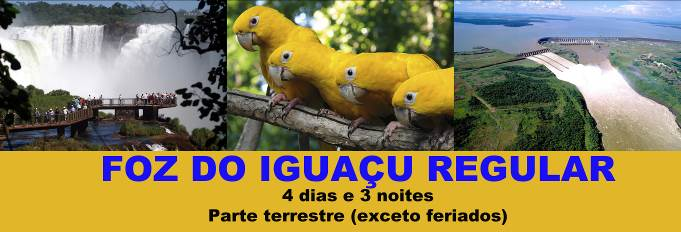 FOZ DO IGUAÇU REGULAR
4 dias e 3 noites
Parte terrestre (exceto feriados)